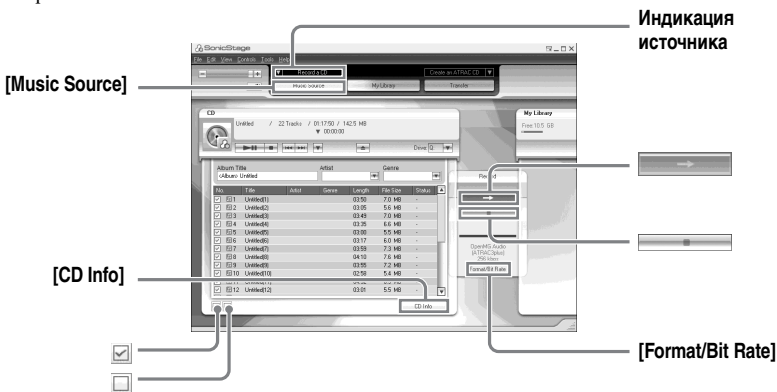 Индикация
источника
[Music Source]
SonicStage
File Edit View Controls Tools Help
Record a CD
Create an ATRAC CD
Music Source
My Library
Transfer
CD
Untitled / 22 Tracks / 01:17:50 / 142.5 MB
00:00:00
Drive: Q
My Library
Free:10.5 GB
Album Title Artist Genre
<Album> Untitled
No. Title Artist Genre Length File Size Status
1 Untitled(1) 03:50 7.0 MB -
2 Untitled(2) 03:05 5.6 MB -
3 Untitled(3) 03:49 7.0 MB -
4 Untitled(4) 03:35 6.6 MB -
5 Untitled(5) 03:00 5.5 MB -
6 Untitled(6) 03:17 6.0 MB -
7 Untitled(7) 03:59 7.3 MB -
8 Untitled(8) 04:10 7.6 MB -
9 Untitled(9) 03:55 7.2 MB -
10 Untitled(10) 02:58 5.4 MB -
12 Untitled(12) 03:01 5.5 MB -
Record
OpenMG Audio
(ATRAC3plus)
256 kbps
Format/Bit Rate
CD Info
[CD Info]
[Format/Bit Rate]